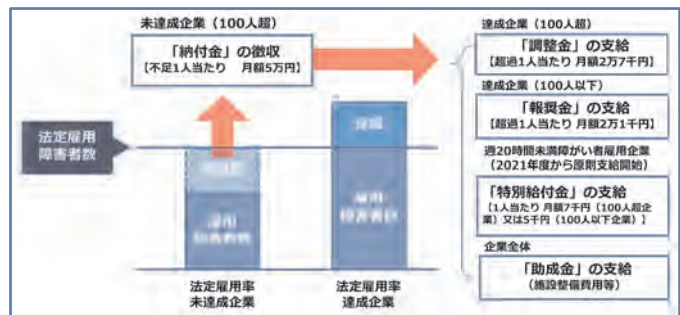 未達成企業（100人超）
「納付金」の徴収
【不足1人当たり　月額5万円】
達成企業（100人超）
「調整金」の支給
【超過1人当たり 月額2万7千円】
達成企業（100人以下）
「報奨金」の支給
【超過1人当たり 月額2万1千円】
週20時間未満障がい者雇用企業
（2021年度から原則支給開始）
「特別給付金」の支給
【1人当たり 月額7千円（100人超企
業）又は5千円（100人以下企業）】
企業全体
「助成金」の支給
（施設整備費用等）
法定雇用
障害者数
法定雇用率
未達成企業
法定雇用率
達成企業